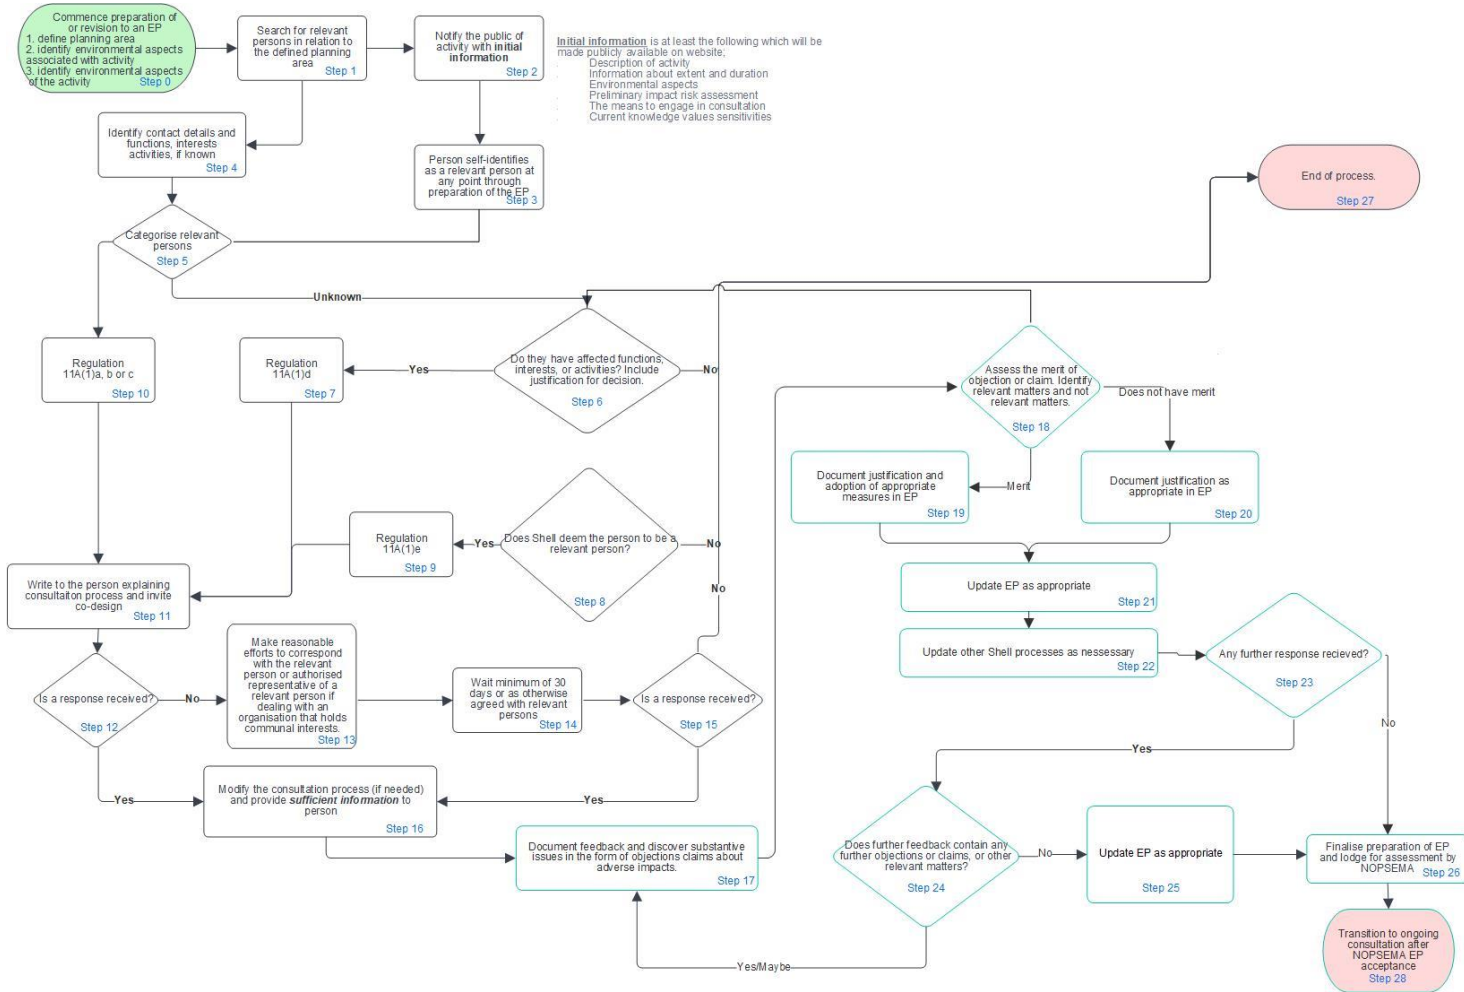 Commence preparation of
or revision to an EP
1. define planning area
2. identify environmental aspects
associated with activity
3. identify environmental aspects
of the activity
Step 0
Search for relevant
persons in relation to
the defined planning
area
Step 1
Notify the public of
activity with initial
information
Step 2
Initial information is at least the following which will be
made publicly available on website;
Description of activity
Information about extent and duration
Environmental aspects
Preliminary impact risk assessment
The means to engage in consultation
Current knowledge values sensitivities
Identify contact details and
functions, interests
activities, if known
Step 4
Person self-identifies
as a relevant person at
any point through
preparation of the EP
Step 3
End of process.
Step 27
Categorise relevant
persons
Step 5
Unknown
Regulation
11A(1)a, b or c
Step 10
Regulation
11A(1)d
Step 7
Yes
Do they have affected functions,
interests, or activities? Include
justification for decision.
Step 6
No
Assess the merit of
objection or claim. Identify
relevant matters and not
relevant matters.
Step 18
Does not have merit
Merit
Document justification and
adoption of appropriate
measures in EP
Step 19
Document justification as
appropriate in EP
Step 20
Regulation
11A(1)e
Step 9
Yes
Does Shell deem the person to be a
relevant person?
Step 8
No
No
Write to the person explaining
consultaiton process and invite
co-design
Step 11
Update EP as appropriate
Step 21
Update other Shell processes as nessessary
Step 22
Any further response recieved?
Step 23
Is a response received?
Step 12
No
Make reasonable
efforts to correspond
with the relevant
person or authorised
representative of a
relevant person if
dealing with an
organisation that holds
communal interests.
Step 13
Wait minimum of 30
days or as otherwise
agreed with relevant
persons
Step 14
Is a response received?
Step 15
No
Yes
Yes
Modify the consultation process (if needed)
and provide sufficient information to
person
Step 16
Yes
Document feedback and discover substantive
issues in the form of objections claims about
adverse impacts.
Step 17
Does further feedback contain any
further objections or claims, or other
relevant matters?
Step 24
No
Update EP as appropriate
Step 25
Finalise preparation of EP
and lodge for assessment by
NOPSEMA
Step 26
Yes/Maybe
Transition to ongoing
consultation after
NOPSEMA EP
acceptance
Step 28